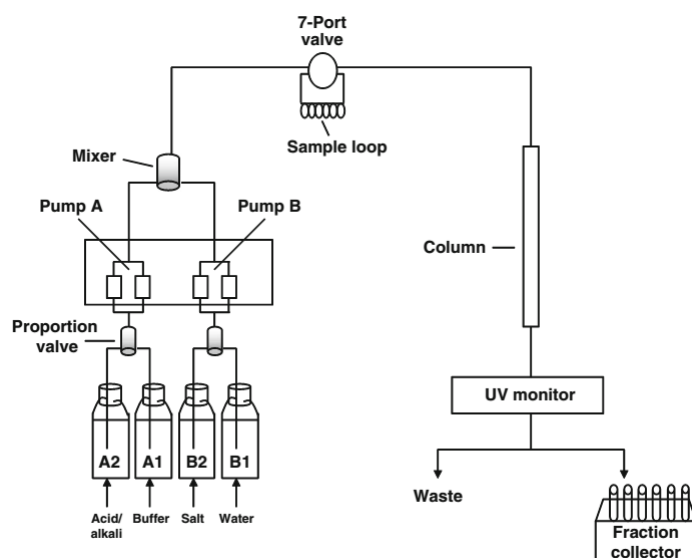 7-Port
valve
Sample loop
Mixer
Pump A
Pump B
Column
Proportion
valve
UV monitor
A2
A1
B2
B1
Waste
Acid/
alkali
Buffer
Salt
Water
Fraction
collector